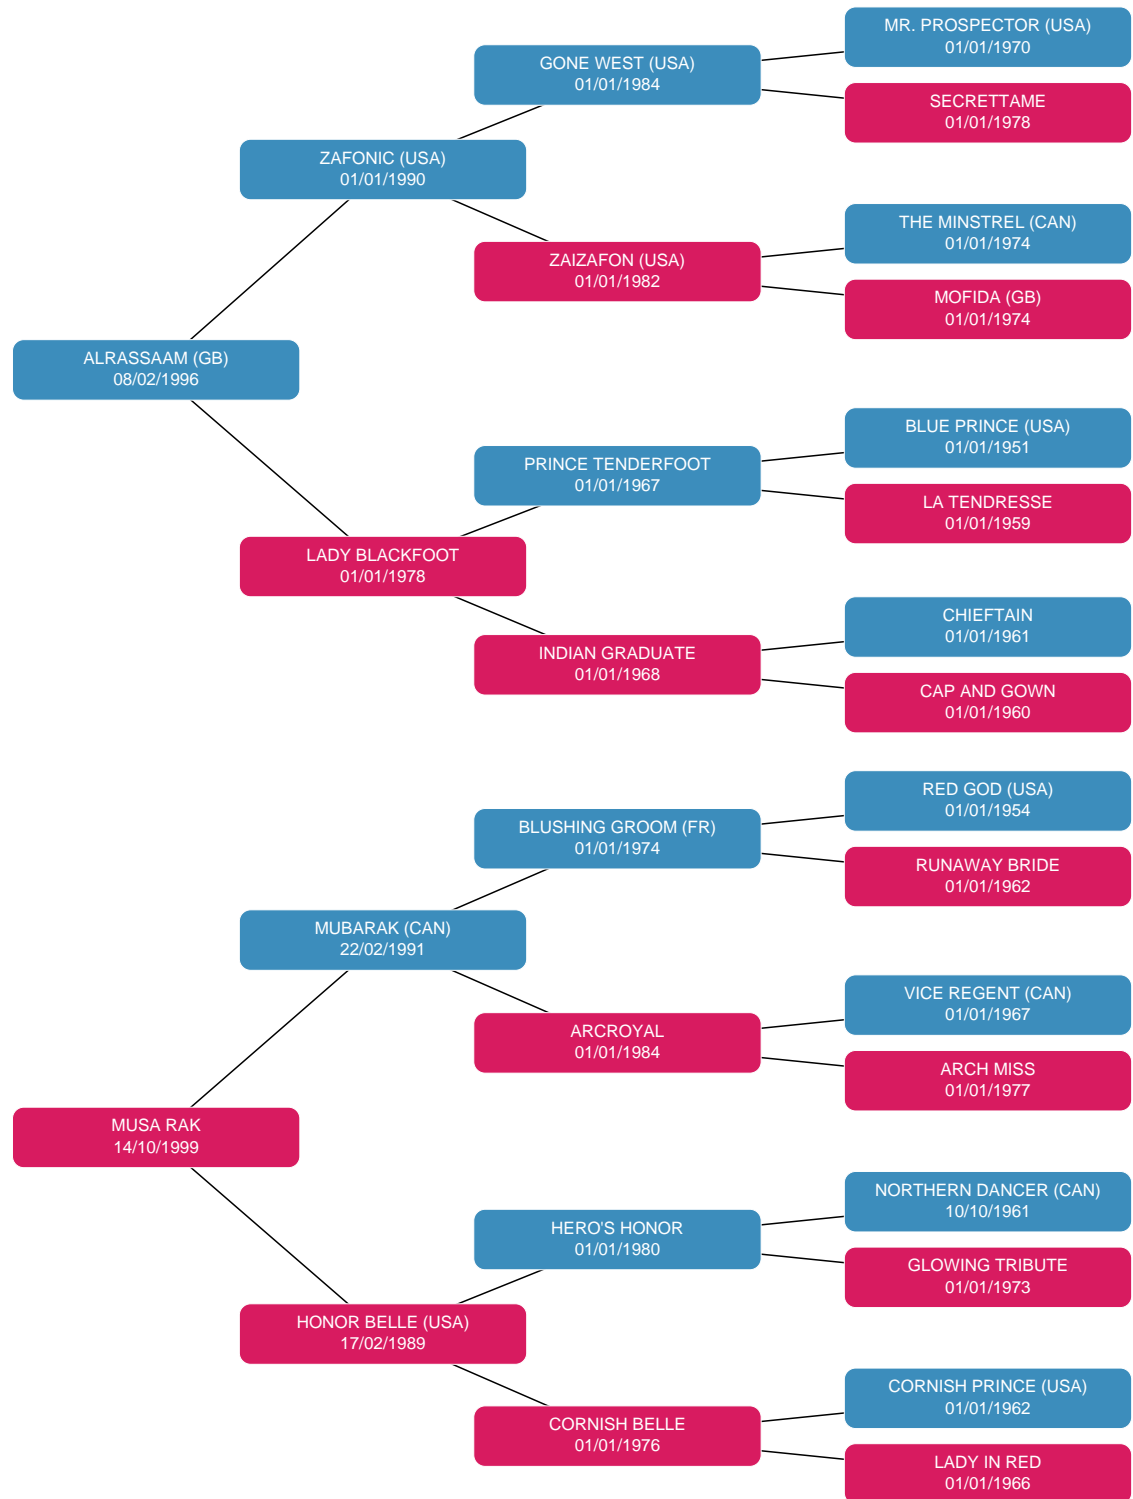 MR. PROSPECTOR (USA)
01/01/1970
GONE WEST (USA)
01/01/1984
SECRETTAME
01/01/1978
ZAFONIC (USA)
01/01/1990
THE MINSTREL (CAN)
01/01/1974
ZAIZAFON (USA)
01/01/1982
MOFIDA (GB)
01/01/1974
ALRASSAAM (GB)
08/02/1996
BLUE PRINCE (USA)
01/01/1951
PRINCE TENDERFOOT
01/01/1967
LA TENDRESSE
01/01/1959
LADY BLACKFOOT
01/01/1978
CHIEFTAIN
01/01/1961
INDIAN GRADUATE
01/01/1968
CAP AND GOWN
01/01/1960
RED GOD (USA)
01/01/1954
BLUSHING GROOM (FR)
01/01/1974
RUNAWAY BRIDE
01/01/1962
MUBARAK (CAN)
22/02/1991
VICE REGENT (CAN)
01/01/1967
ARCROYAL
01/01/1984
ARCH MISS
01/01/1977
MUSA RAK
14/10/1999
NORTHERN DANCER (CAN)
10/10/1961
HERO'S HONOR
01/01/1980
GLOWING TRIBUTE
01/01/1973
HONOR BELLE (USA)
17/02/1989
CORNISH PRINCE (USA)
01/01/1962
CORNISH BELLE
01/01/1976
LADY IN RED
01/01/1966